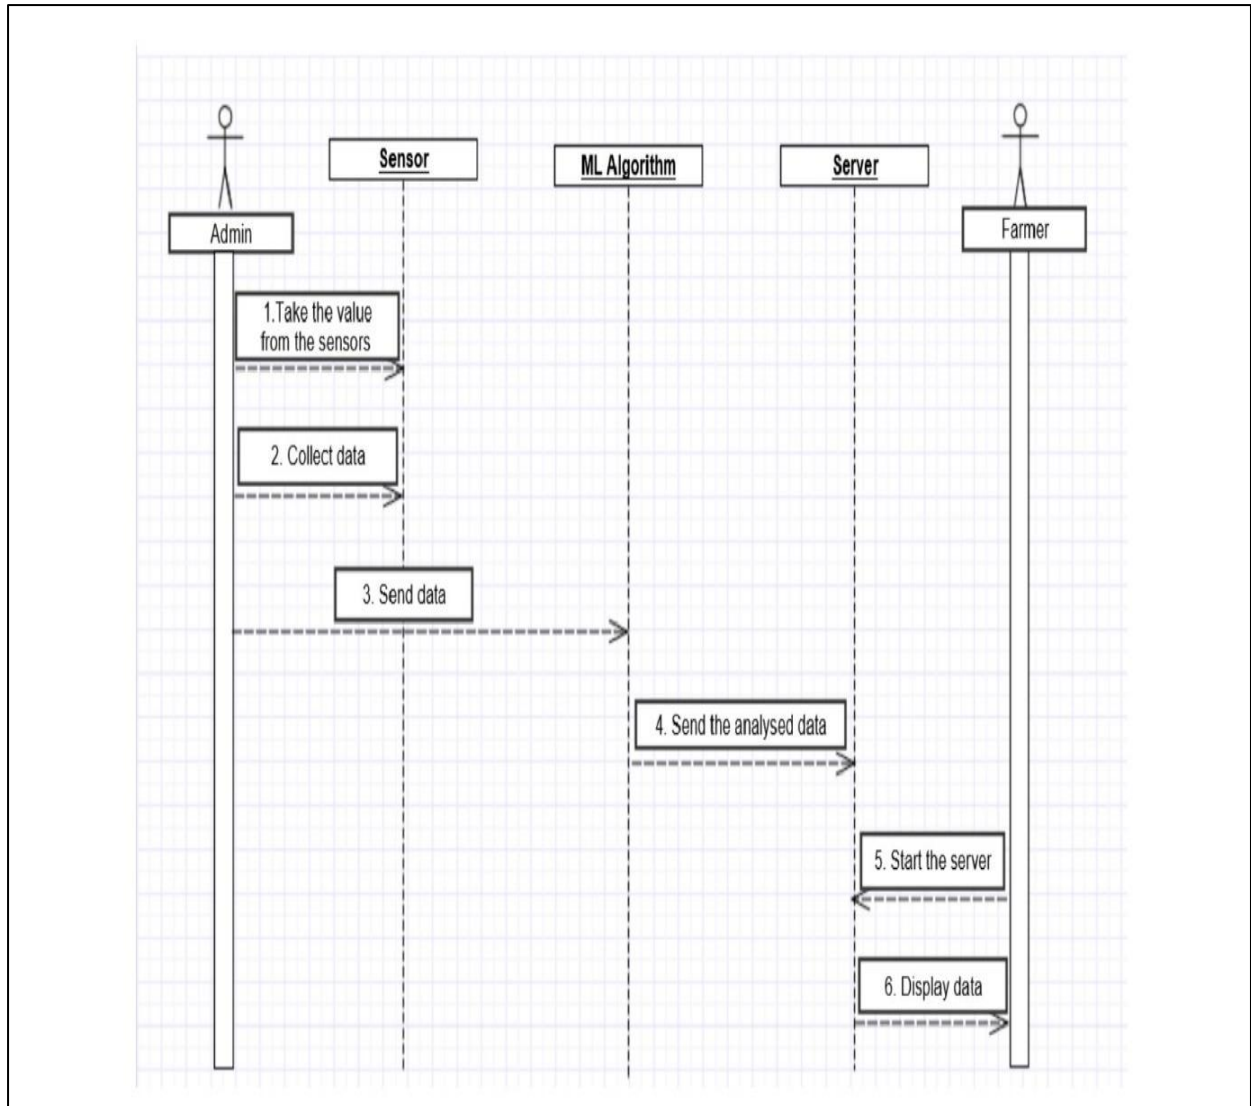 Sensor
ML Algorithm
Server
Admin
Farmer
1.Take the value
from the sensors
2. Collect data
3. Send data
4. Send the analysed data
5. Start the server
6. Display data